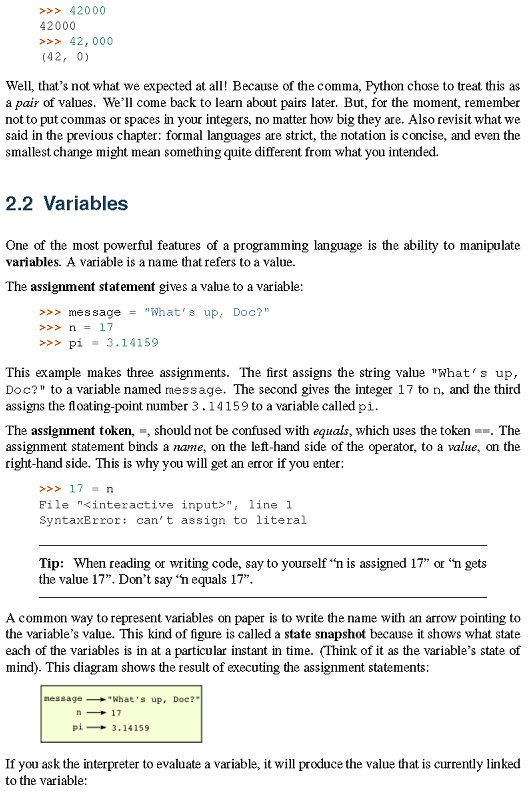 >>> 42000
42000
>>> 42,000
(42, 0)
Well, that's not what we expected at all! Because of the comma, Python chose to treat this as
a pair of values. We'll come back to learn about pairs later. But, for the moment, remember
not to put commas or spaces in your integers, no matter how big they are. Also revisit what we
said in the previous chapter: formal languages are strict, the notation is concise, and even the
smallest change might mean something quite different from what you intended.
2.2 Variables
One of the most powerful features of a programming language is the ability to manipulate
variables. A variable is a name that refers to a value.
The assignment statement gives a value to a variable:
>>> message = "What's up, Doc?"
>>> n = 17
>>> pi = 3.14159
This example makes three assignments. The first assigns the string value "What's up,
Doc?" to a variable named message. The second gives the integer 17 to n, and the third
assigns the floating-point number 3.14159 to a variable called pi.
The assignment token, =, should not be confused with equals, which uses the token ==. The
assignment statement binds a name, on the left-hand side of the operator, to a value, on the
right-hand side. This is why you will get an error if you enter:
>>> 17 = n
File "<interactive input>", line 1
SyntaxError: can't assign to literal
Tip: When reading or writing code, say to yourself “n is assigned 17” or “n gets
the value 17”. Don't say “n equals 17”.
A common way to represent variables on paper is to write the name with an arrow pointing to
the variable's value. This kind of figure is called a state snapshot because it shows what state
each of the variables is in at a particular instant in time. (Think of it as the variable's state of
mind). This diagram shows the result of executing the assignment statements:
message → "What's up, Doc?"
n → 17
pi → 3.14159
If you ask the interpreter to evaluate a variable, it will produce the value that is currently linked
to the variable: